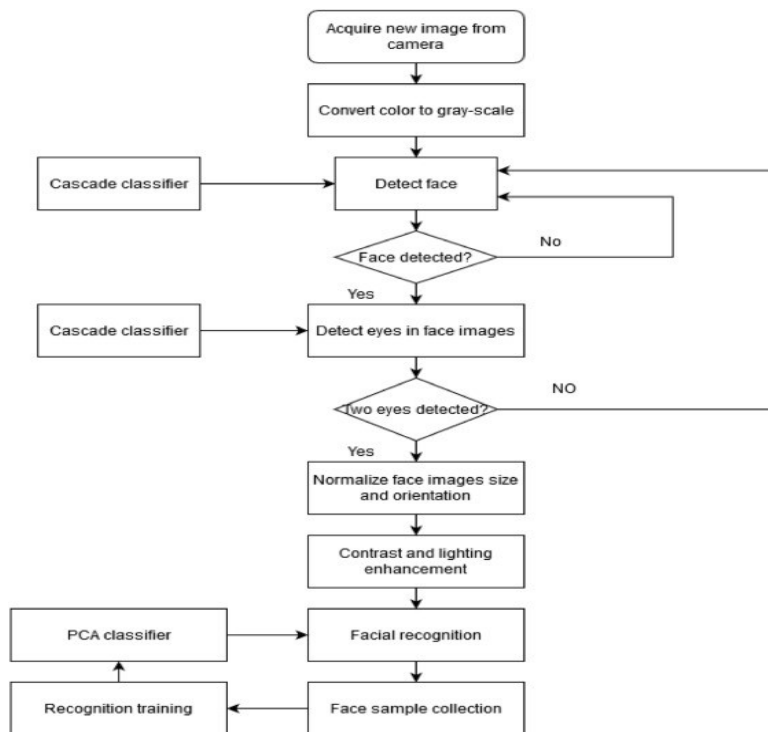 Acquire new image from
camera
Convert color to gray-scale
Cascade classifier
Detect face
Face detected?
No
Yes
Cascade classifier
Detect eyes in face images
Two eyes detected?
NO
Yes
Normalize face images size
and orientation
Contrast and lighting
enhancement
PCA classifier
Facial recognition
Recognition training
Face sample collection